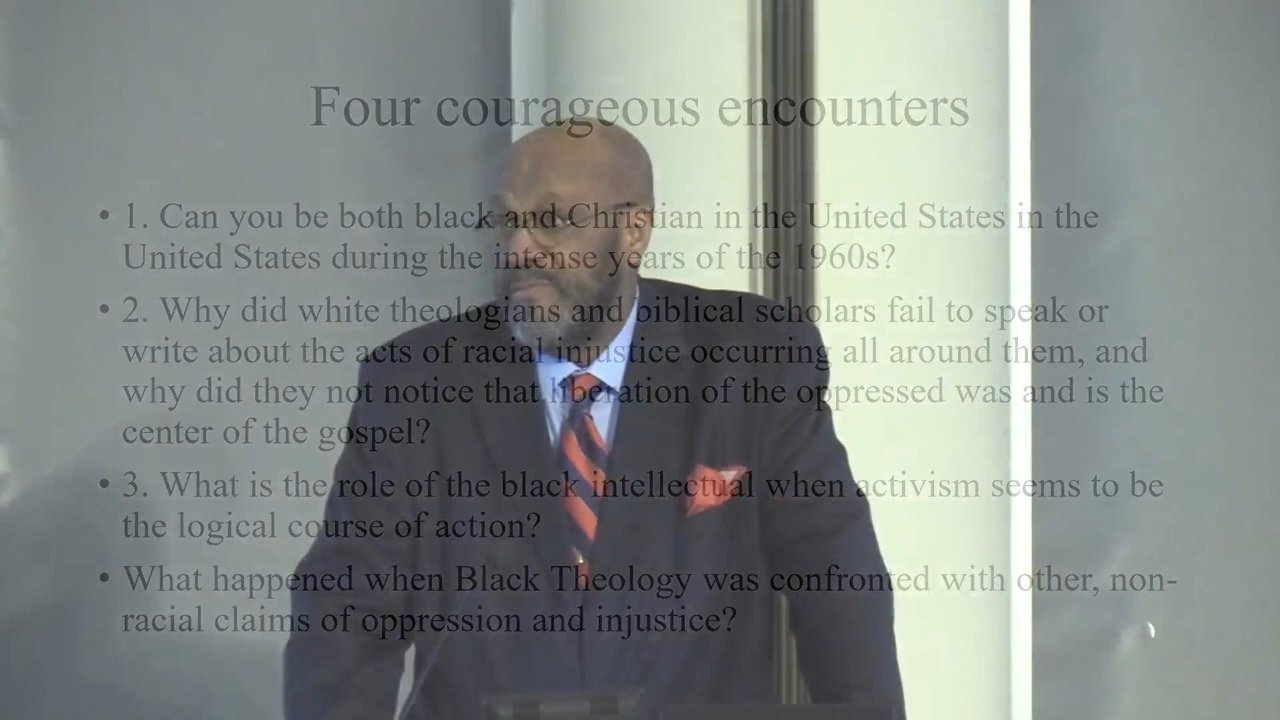 Four courageous encounters
• 1. Can you be both black and Christian in the United States in the
United States during the intense years of the 1960s?
• 2. Why did white theologians and biblical scholars fail to speak or
write about the acts of racial injustice occurring all around them, and
why did they not notice that liberation of the oppressed was and is the
center of the gospel?
• 3. What is the role of the black intellectual when activism seems to be
the logical course of action?
• What happened when Black Theology was confronted with other, non-
racial claims of oppression and injustice?